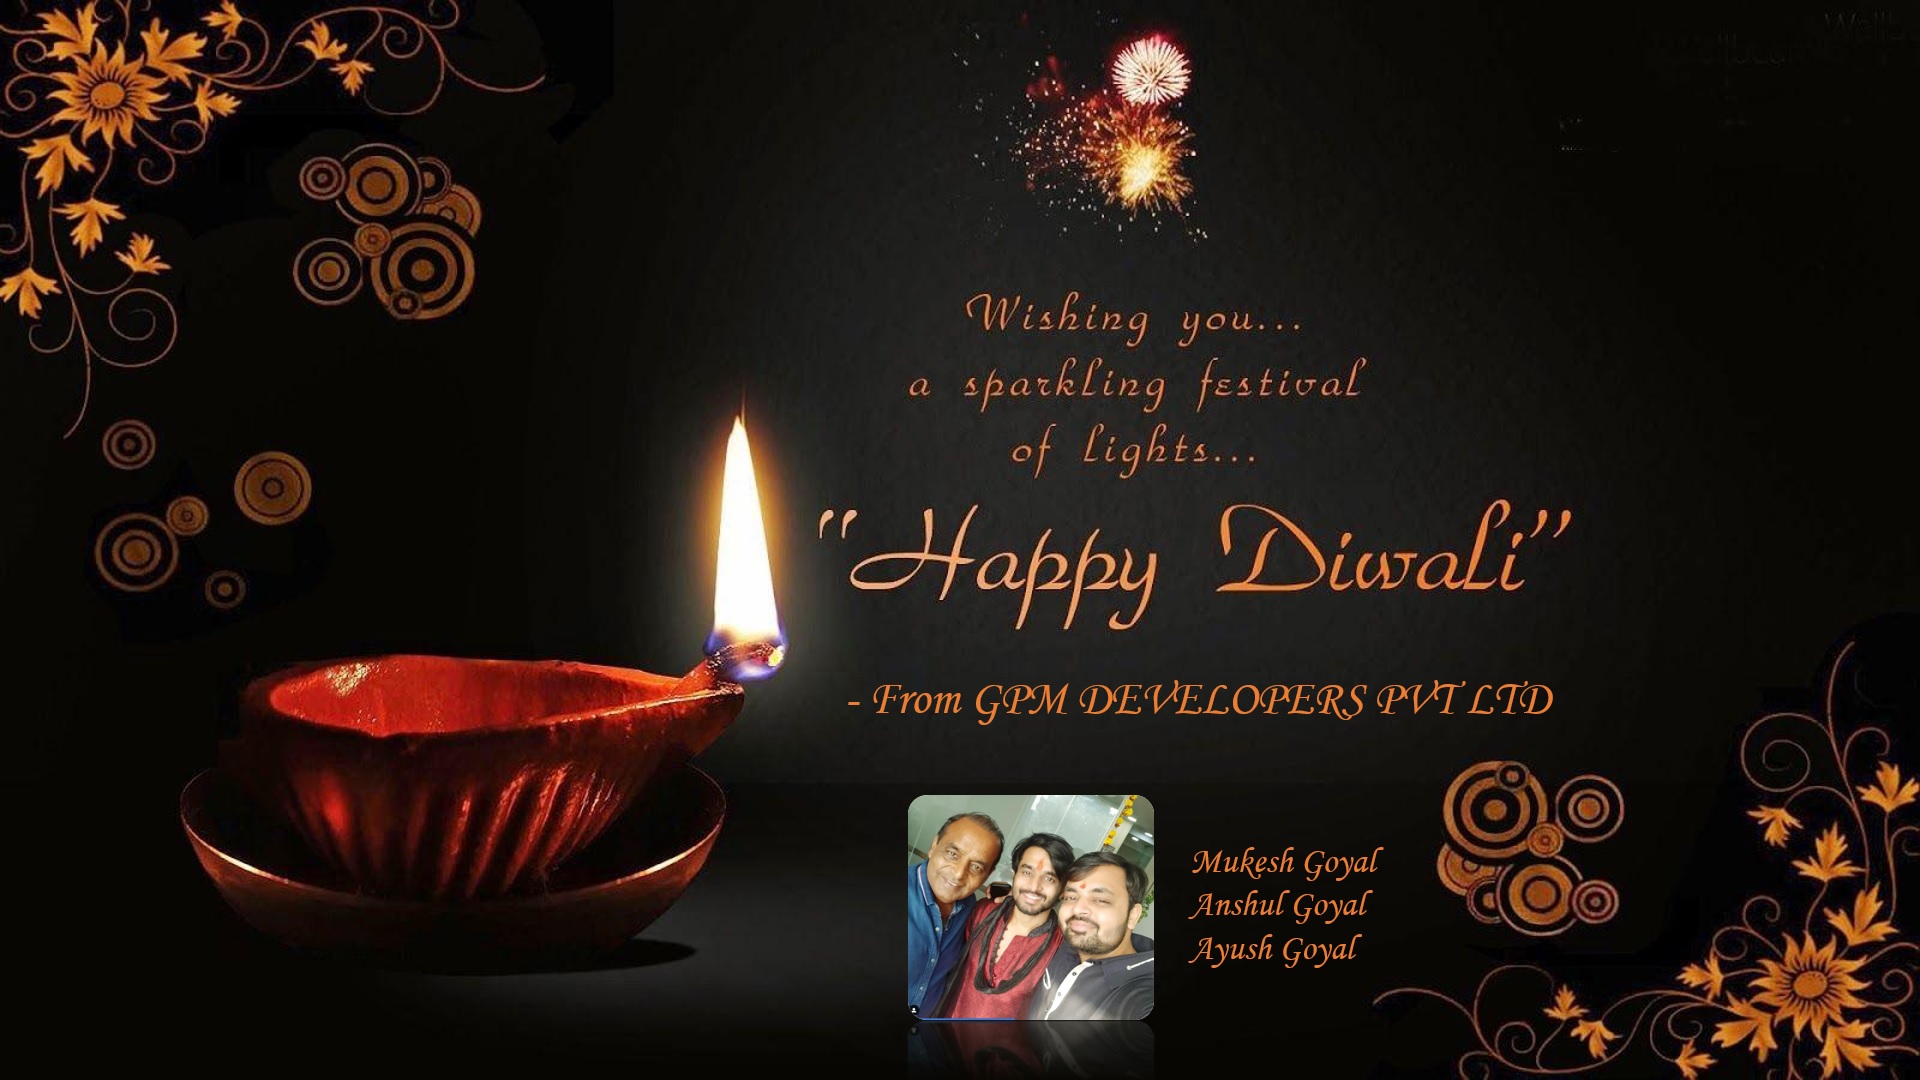 Wishing you...
a sparkling festival
of lights...
"Happy Diwali"
- From GPM DEVELOPERS PVT LTD
Mukesh Goyal
Anshul Goyal
Ayush Goyal